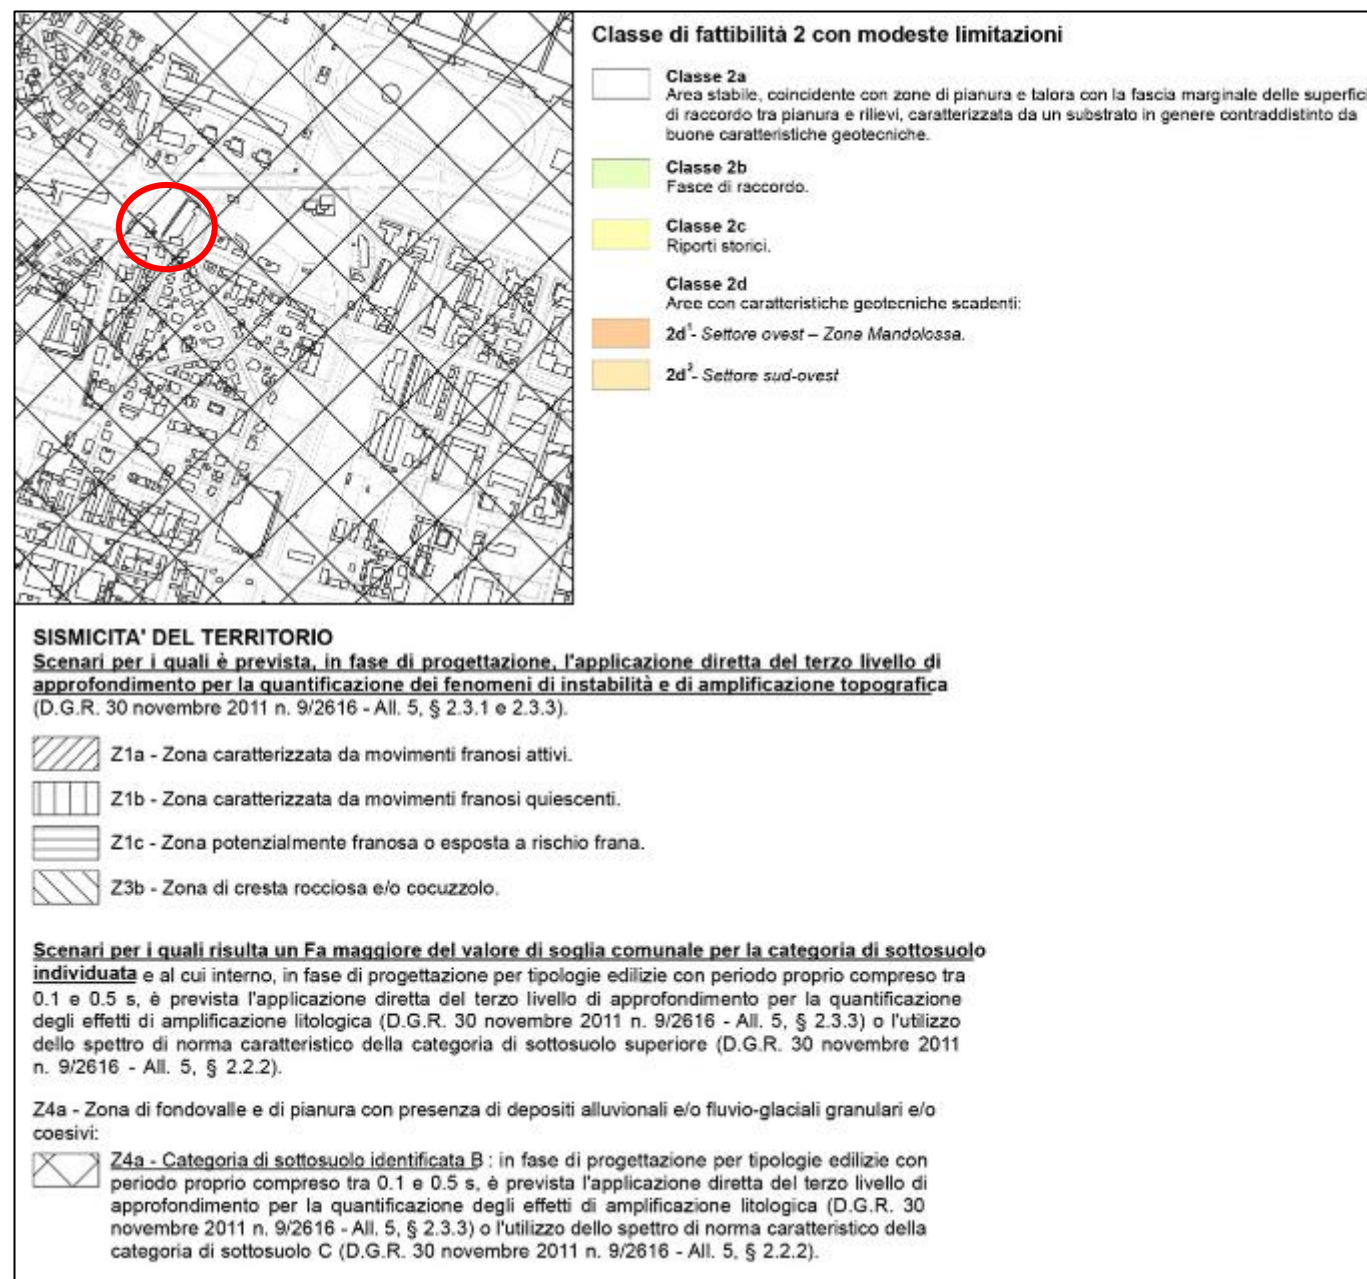 Classe di fattibilità 2 con modeste limitazioni
Classe 2a
Area stabile, coincidente con zone di pianura e talora con la fascia marginale delle superfici
di raccordo tra pianura e rilievi, caratterizzata da un substrato in genere contraddistinto da
buone caratteristiche geotecniche.
Classe 2b
Fasce di raccordo.
Classe 2c
Riporti storici.
Classe 2d
Aree con caratteristiche geotecniche scadenti:
2d¹- Settore ovest – Zona Mandolossa.
2d²- Settore sud-ovest
SISMICITA' DEL TERRITORIO
Scenari per i quali è prevista, in fase di progettazione, l'applicazione diretta del terzo livello di
approfondimento per la quantificazione dei fenomeni di instabilità e di amplificazione topografica
(D.G.R. 30 novembre 2011 n. 9/2616 - All. 5, § 2.3.1 e 2.3.3).
Z1a - Zona caratterizzata da movimenti franosi attivi.
Z1b - Zona caratterizzata da movimenti franosi quiescenti.
Z1c - Zona potenzialmente franosa o esposta a rischio frana.
Z3b - Zona di cresta rocciosa e/o cocuzzolo.
Scenari per i quali risulta un Fa maggiore del valore di soglia comunale per la categoria di sottosuolo
individuata e al cui interno, in fase di progettazione per tipologie edilizie con periodo proprio compreso tra
0.1 e 0.5 s, è prevista l'applicazione diretta del terzo livello di approfondimento per la quantificazione
degli effetti di amplificazione litologica (D.G.R. 30 novembre 2011 n. 9/2616 - All. 5, § 2.3.3) o l'utilizzo
dello spettro di norma caratteristico della categoria di sottosuolo superiore (D.G.R. 30 novembre 2011
n. 9/2616 - All. 5, § 2.2.2).
Z4a - Zona di fondovalle e di pianura con presenza di depositi alluvionali e/o fluvio-glaciali granulari e/o
coesivi:
Z4a - Categoria di sottosuolo identificata B : in fase di progettazione per tipologie edilizie con
periodo proprio compreso tra 0.1 e 0.5 s, è prevista l'applicazione diretta del terzo livello di
approfondimento per la quantificazione degli effetti di amplificazione litologica (D.G.R. 30
novembre 2011 n. 9/2616 - All. 5, § 2.3.3) o l'utilizzo dello spettro di norma caratteristico della
categoria di sottosuolo C (D.G.R. 30 novembre 2011 n. 9/2616 - All. 5, § 2.2.2).